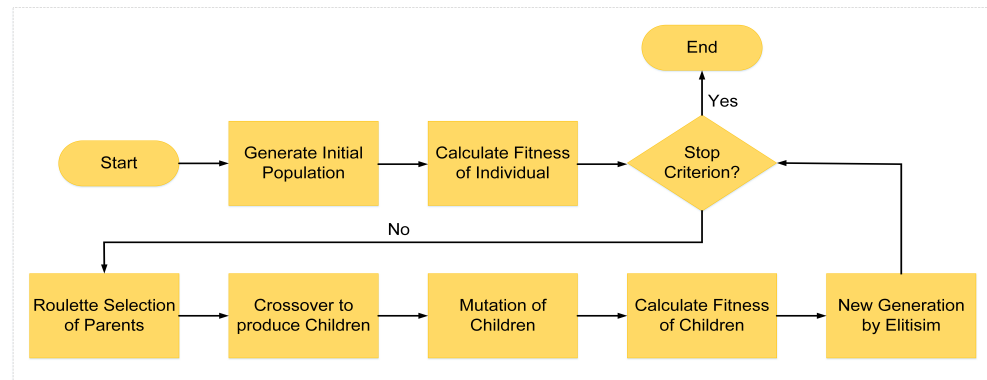 End
Yes
Start
Generate Initial
Population
Calculate Fitness
of Individual
Stop
Criterion?
No
Roulette Selection
of Parents
Crossover to
produce Children
Mutation of
Children
Calculate Fitness
of Children
New Generation
by Elitisim